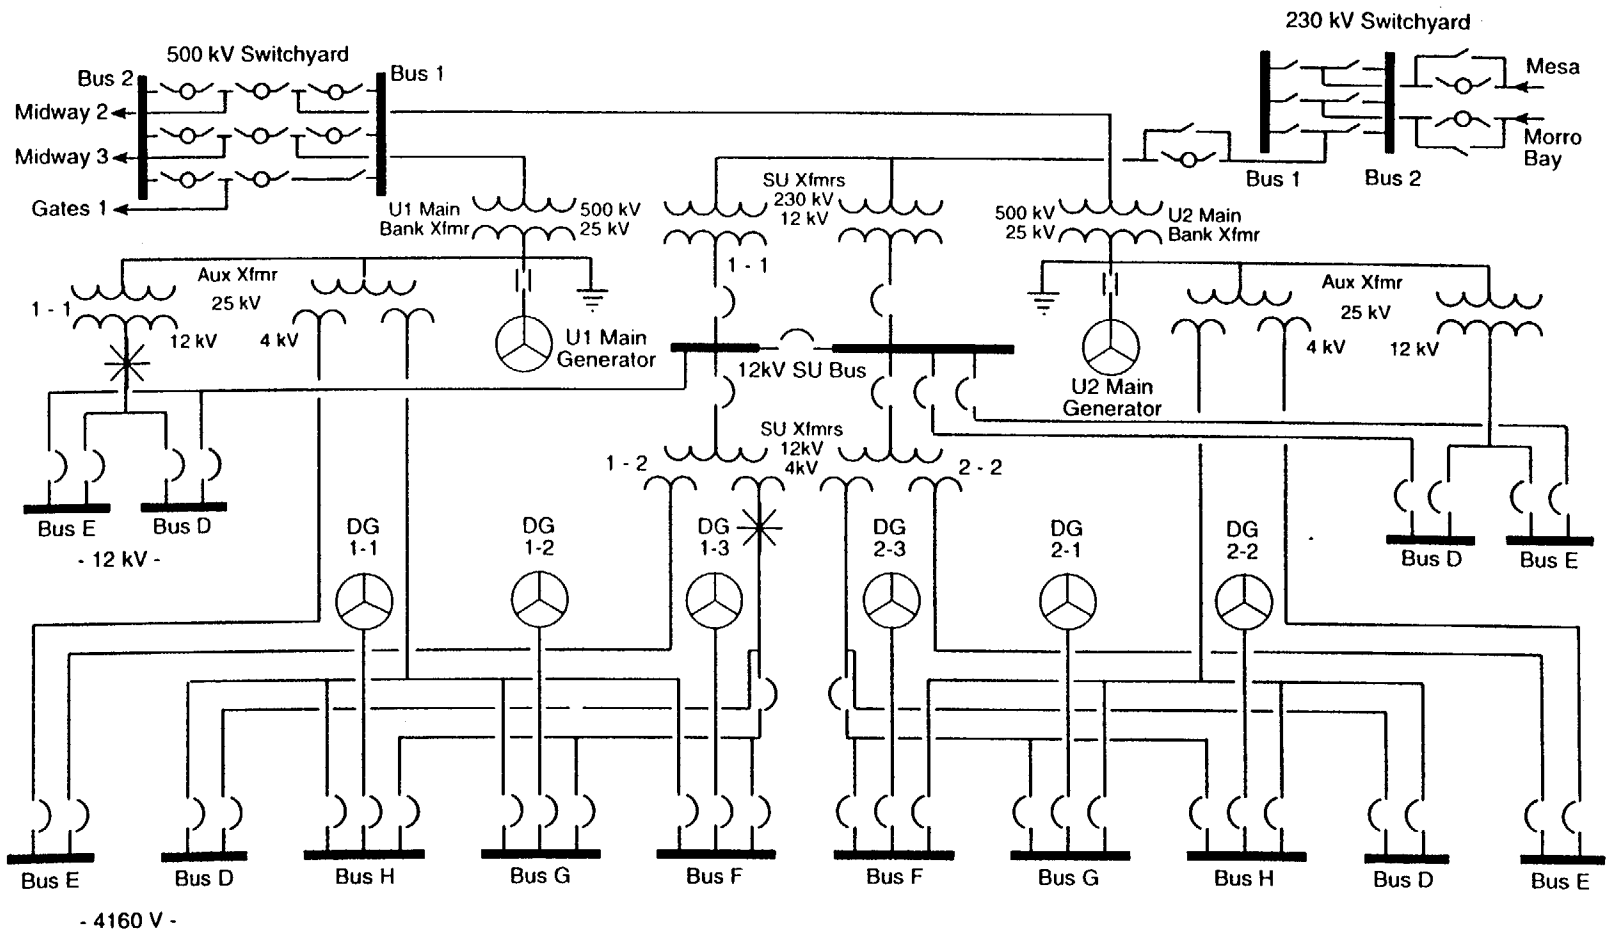 230 kV Switchyard
500 kV Switchyard
Bus 2
Bus 1
Midway 2
Midway 3
Gates 1
Mesa
Morro
Bay
Bus 1
Bus 2
U1 Main
Bank Xfmr
500 kV
25 kV
SU Xfmrs
230 kV
12 kV
1 - 1
500 kV
25 kV
U2 Main
Bank Xfmr
Aux Xfmr
25 kV
1 - 1
12 kV
4 kV
U1 Main
Generator
12kV SU Bus
U2 Main
Generator
Aux Xfmr
25 kV
4 kV
12 kV
SU Xfmrs
12kV
4kV
1 - 2
2 - 2
Bus E
Bus D
- 12 kV -
Bus D
Bus E
DG
1-1
DG
1-2
DG
1-3
DG
2-3
DG
2-1
DG
2-2
Bus E
Bus D
Bus H
Bus G
Bus F
Bus F
Bus G
Bus H
Bus D
Bus E
- 4160 V -